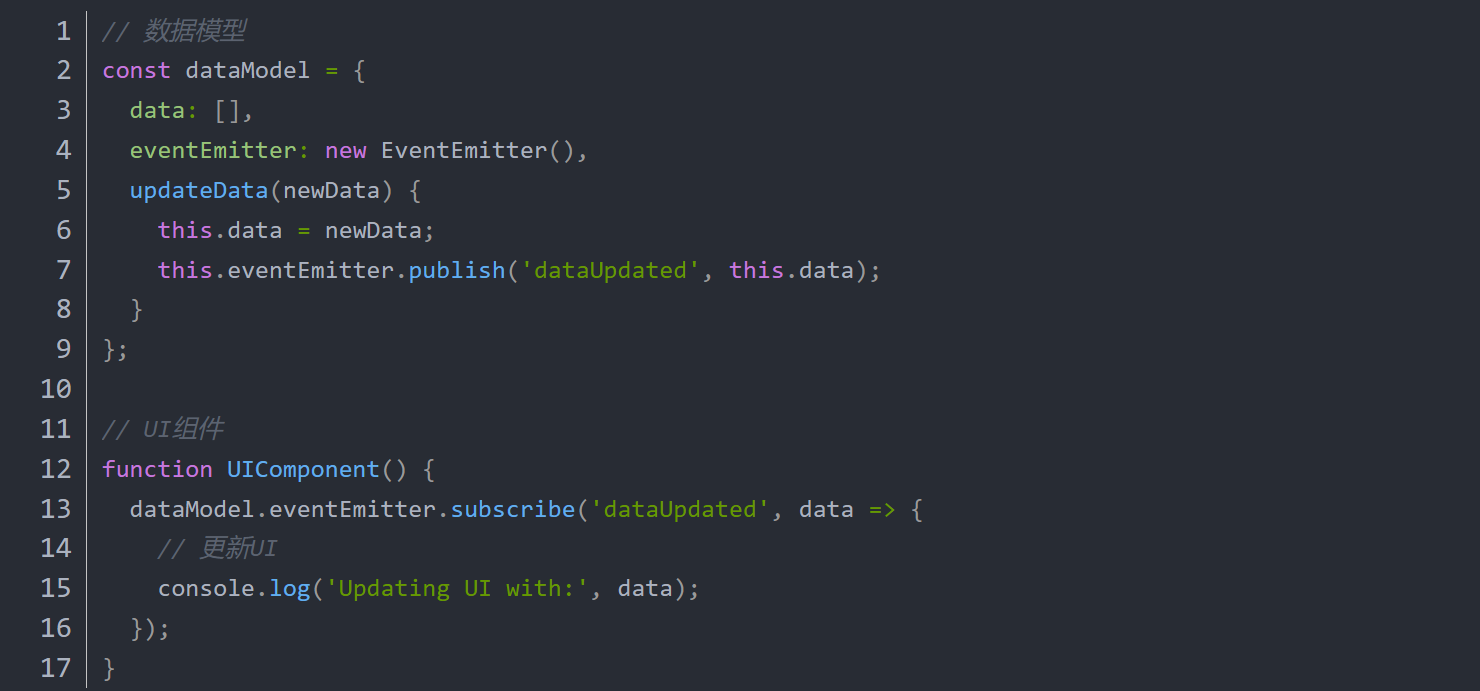 1 // 数据模型
2 const dataModel = {
3   data: [],
4   eventEmitter: new EventEmitter(),
5   updateData(newData) {
6     this.data = newData;
7     this.eventEmitter.publish('dataUpdated', this.data);
8   }
9 };
10
11 // UI组件
12 function UIComponent() {
13   dataModel.eventEmitter.subscribe('dataUpdated', data => {
14     // 更新UI
15     console.log('Updating UI with:', data);
16   });
17 }